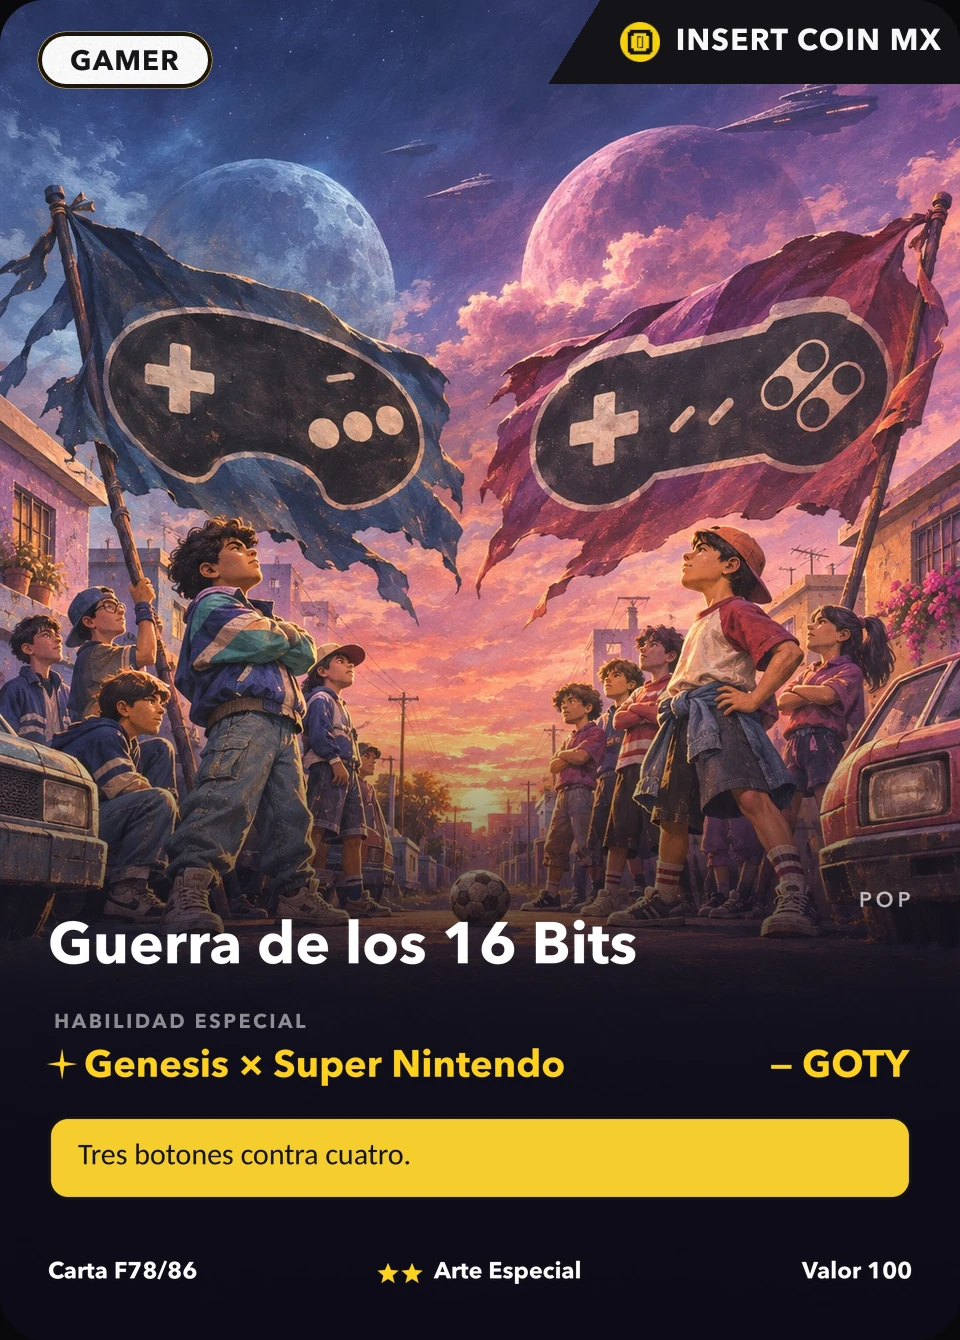 GAMER
INSERT COIN MX
POP
Guerra de los 16 Bits
HABILIDAD ESPECIAL
Genesis × Super Nintendo
– GOTY
Tres botones contra cuatro.
Carta F78/86
Arte Especial
Valor 100